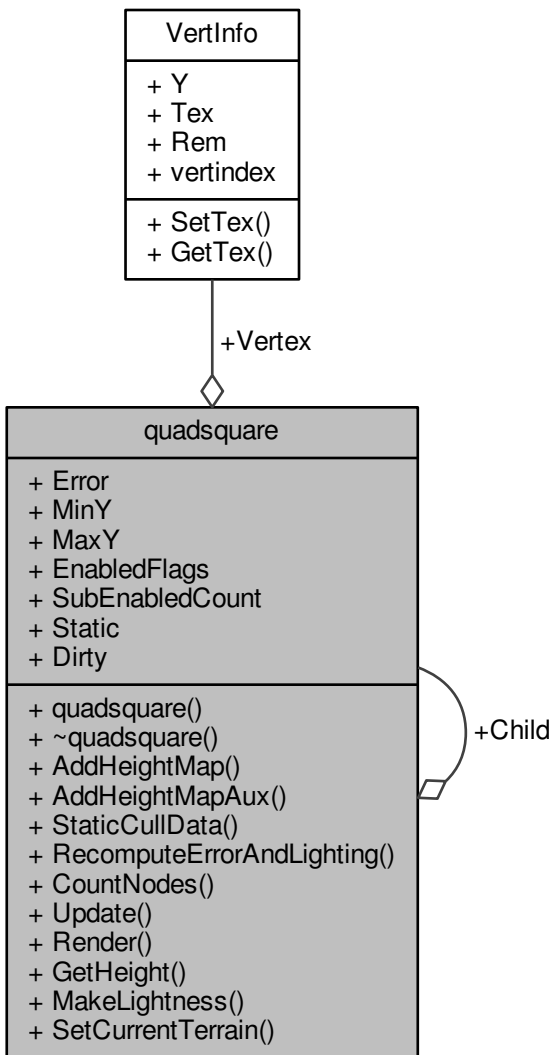 VertInfo
+ Y
+ Tex
+ Rem
+ vertindex
+ SetTex()
+ GetTex()
+Vertex
quadsquare
+ Error
+ MinY
+ MaxY
+ EnabledFlags
+ SubEnabledCount
+ Static
+ Dirty
+ quadsquare()
+ ~quadsquare()
+ AddHeightMap()
+ AddHeightMapAux()
+ StaticCullData()
+ RecomputeErrorAndLighting()
+ CountNodes()
+ Update()
+ Render()
+ GetHeight()
+ MakeLightness()
+ SetCurrentTerrain()
+Child